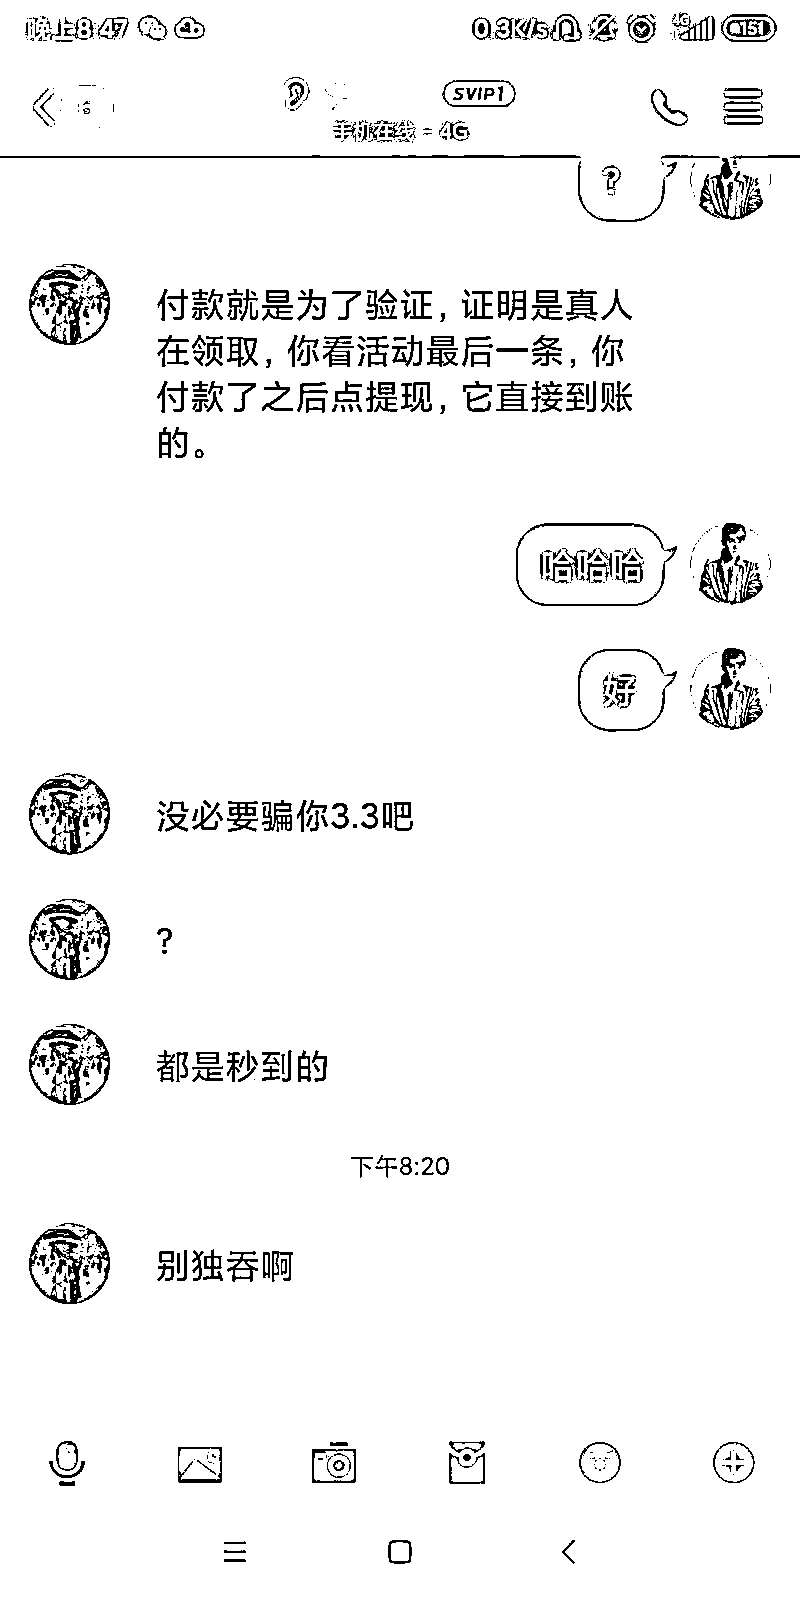 晚上8:47
0.3K/s
4G
151
6
SVIP1
手机在线 - 4G
?
付款就是为了验证, 证明是真人
在领取, 你看活动最后一条, 你
付款了之后点提现, 它直接到账
的。
哈哈哈
好
没必要骗你3.3吧
?
都是秒到的
下午8:20
别独吞啊